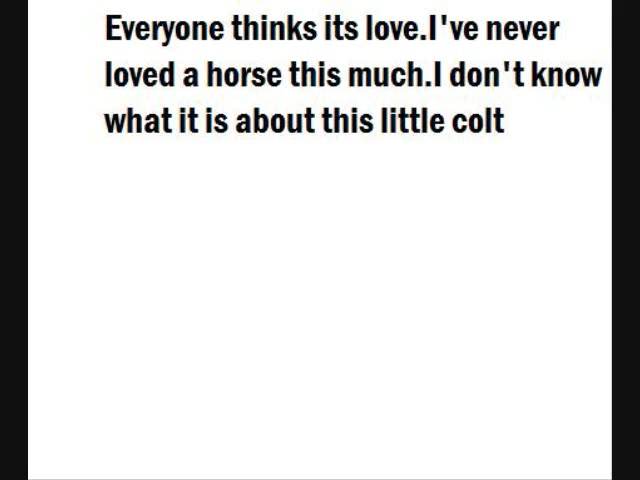 Everyone thinks its love.I've never
loved a horse this much.I don't know
what it is about this little colt